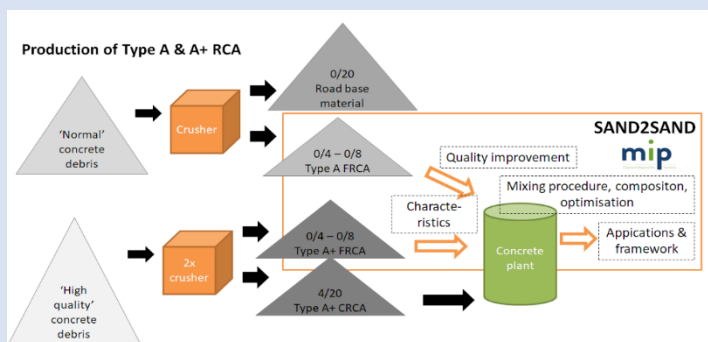 Production of Type A & A+ RCA
0/20
Road base
material
'Normal'
concrete
debris
Crusher
SAND2SAND
mip
0/4 – 0/8
Type A FRCA
Quality improvement
Mixing procedure, compositon,
optimisation
Characte-
ristics
0/4 – 0/8
Type A+ FRCA
Concrete
plant
Appications &
framework
2x
crusher
'High
quality'
concrete
debris
4/20
Type A+ CRCA